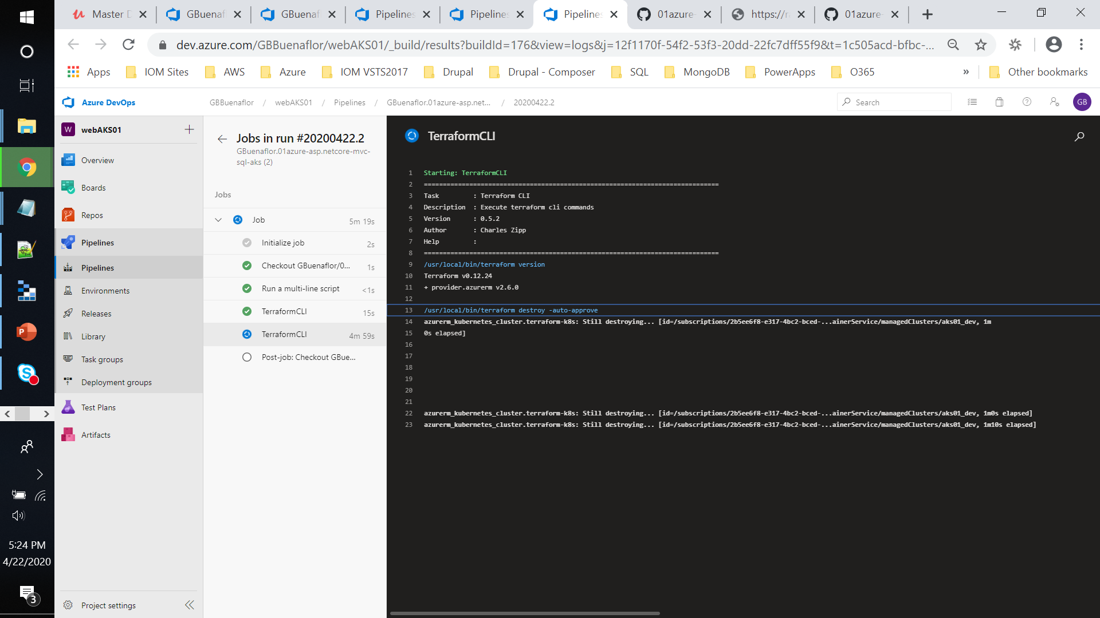 Master D
GBuenaf
GBuenaf
Pipelines
Pipelines
Pipelines
01azure-
01azure-
dev.azure.com/GBBuenaflor/webAKS01/_build/results?buildId=176&view=logs&j=12f1170f-54f2-53f3-20dd-22fc7dff55f9&t=1c505acd-bfbc-...
Apps
IOM Sites
AWS
Azure
IOM VSTS2017
Drupal
Drupal - Composer
SQL
MongoDB
PowerApps
O365
»
Other bookmarks
Azure DevOps
GBBuenaflor / webAKS01 / Pipelines / GBuenaflor.01azure-asp.net... / 20200422.2
Search
GB
W webAKS01
Overview
Boards
Repos
Pipelines
Pipelines
Environments
Releases
Library
Task groups
Deployment groups
Test Plans
Artifacts
Project settings
Jobs in run #20200422.2
GBuenaflor.01azure-asp.netcore-mvc-
sql-aks (2)
Jobs
Job 5m 19s
Initialize job 2s
Checkout GBuenaflor/0... 1s
Run a multi-line script <1s
TerraformCLI 15s
TerraformCLI 4m 59s
Post-job: Checkout GBue...
TerraformCLI
1 Starting: TerraformCLI
2 ==============================================================================
3 Task : Terraform CLI
4 Description : Execute terraform cli commands
5 Version : 0.5.2
6 Author : Charles Zipp
7 Help :
8 ==============================================================================
9 /usr/local/bin/terraform version
10 Terraform v0.12.24
11 + provider.azurerm v2.6.0
12
13 /usr/local/bin/terraform destroy -auto-approve
14 azurerm_kubernetes_cluster.terraform-k8s: Still destroying... [id=/subscriptions/2b5ee6f8-e317-4bc2-bced-...ainerService/managedClusters/aks01_dev, 1m
15 0s elapsed]
16
17
18
19
20
21
22 azurerm_kubernetes_cluster.terraform-k8s: Still destroying... [id=/subscriptions/2b5ee6f8-e317-4bc2-bced-...ainerService/managedClusters/aks01_dev, 1m0s elapsed]
23 azurerm_kubernetes_cluster.terraform-k8s: Still destroying... [id=/subscriptions/2b5ee6f8-e317-4bc2-bced-...ainerService/managedClusters/aks01_dev, 1m10s elapsed]
5:24 PM
4/22/2020
3